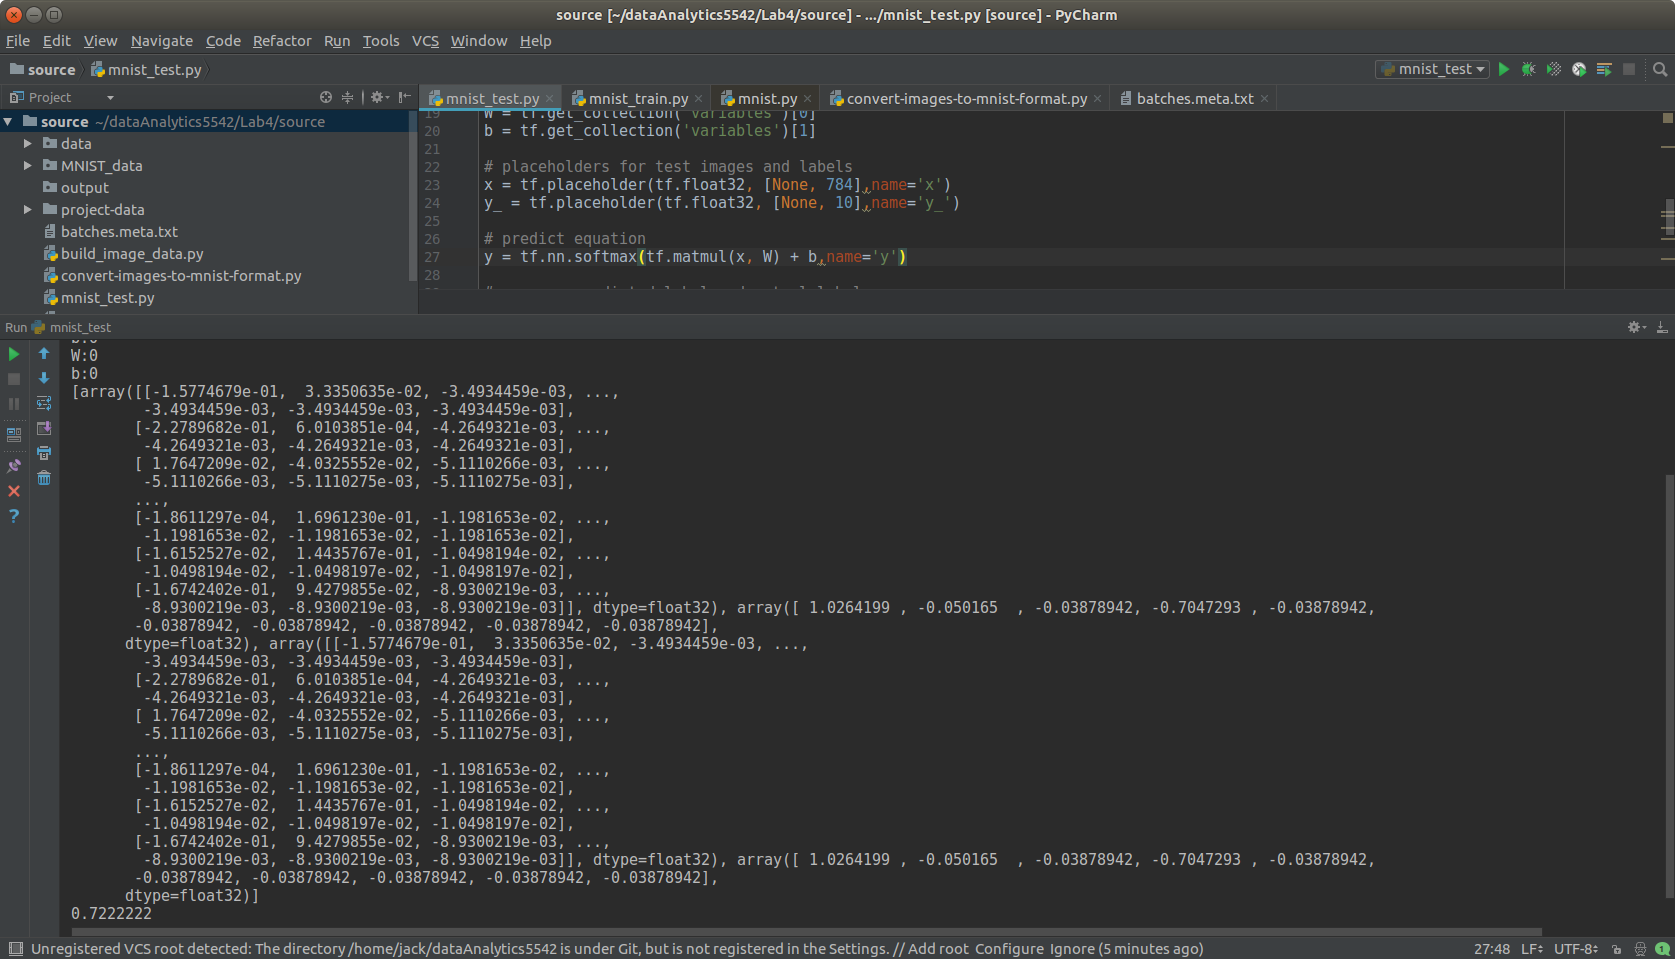 source [~/dataAnalytics5542/Lab4/source] - .../mnist_test.py [source] - PyCharm
File Edit View Navigate Code Refactor Run Tools VCS Window Help
source mnist_test.py mnist_test
Project
mnist_test.py mnist_train.py mnist.py convert-images-to-mnist-format.py batches.meta.txt
source ~/dataAnalytics5542/Lab4/source
data
MNIST_data
output
project-data
batches.meta.txt
build_image_data.py
convert-images-to-mnist-format.py
mnist_test.py
19 W = tf.get_collection('variables')[0]
20 b = tf.get_collection('variables')[1]
21
22 # placeholders for test images and labels
23 x = tf.placeholder(tf.float32, [None, 784],name='x')
24 y_ = tf.placeholder(tf.float32, [None, 10],name='y_')
25
26 # predict equation
27 y = tf.nn.softmax(tf.matmul(x, W) + b,name='y')
28
Run mnist_test
b:0
W:0
b:0
[array([[-1.5774679e-01,  3.3350635e-02, -3.4934459e-03, ...,
-3.4934459e-03, -3.4934459e-03, -3.4934459e-03],
[-2.2789682e-01,  6.0103851e-04, -4.2649321e-03, ...,
-4.2649321e-03, -4.2649321e-03, -4.2649321e-03],
[ 1.7647209e-02, -4.0325552e-02, -5.1110266e-03, ...,
-5.1110266e-03, -5.1110275e-03, -5.1110275e-03],
...,
[-1.8611297e-04,  1.6961230e-01, -1.1981653e-02, ...,
-1.1981653e-02, -1.1981653e-02, -1.1981653e-02],
[-1.6152527e-02,  1.4435767e-01, -1.0498194e-02, ...,
-1.0498194e-02, -1.0498197e-02, -1.0498197e-02],
[-1.6742402e-01,  9.4279855e-02, -8.9300219e-03, ...,
-8.9300219e-03, -8.9300219e-03, -8.9300219e-03]], dtype=float32), array([ 1.0264199 , -0.050165  , -0.03878942, -0.7047293 , -0.03878942,
-0.03878942, -0.03878942, -0.03878942, -0.03878942, -0.03878942],
dtype=float32), array([[-1.5774679e-01,  3.3350635e-02, -3.4934459e-03, ...,
-3.4934459e-03, -3.4934459e-03, -3.4934459e-03],
[-2.2789682e-01,  6.0103851e-04, -4.2649321e-03, ...,
-4.2649321e-03, -4.2649321e-03, -4.2649321e-03],
[ 1.7647209e-02, -4.0325552e-02, -5.1110266e-03, ...,
-5.1110266e-03, -5.1110275e-03, -5.1110275e-03],
...,
[-1.8611297e-04,  1.6961230e-01, -1.1981653e-02, ...,
-1.1981653e-02, -1.1981653e-02, -1.1981653e-02],
[-1.6152527e-02,  1.4435767e-01, -1.0498194e-02, ...,
-1.0498194e-02, -1.0498197e-02, -1.0498197e-02],
[-1.6742402e-01,  9.4279855e-02, -8.9300219e-03, ...,
-8.9300219e-03, -8.9300219e-03, -8.9300219e-03]], dtype=float32), array([ 1.0264199 , -0.050165  , -0.03878942, -0.7047293 , -0.03878942,
-0.03878942, -0.03878942, -0.03878942, -0.03878942, -0.03878942],
dtype=float32)]
0.7222222
Unregistered VCS root detected: The directory /home/jack/dataAnalytics5542 is under Git, but is not registered in the Settings. // Add root Configure Ignore (5 minutes ago) 27:48 LF UTF-8 1